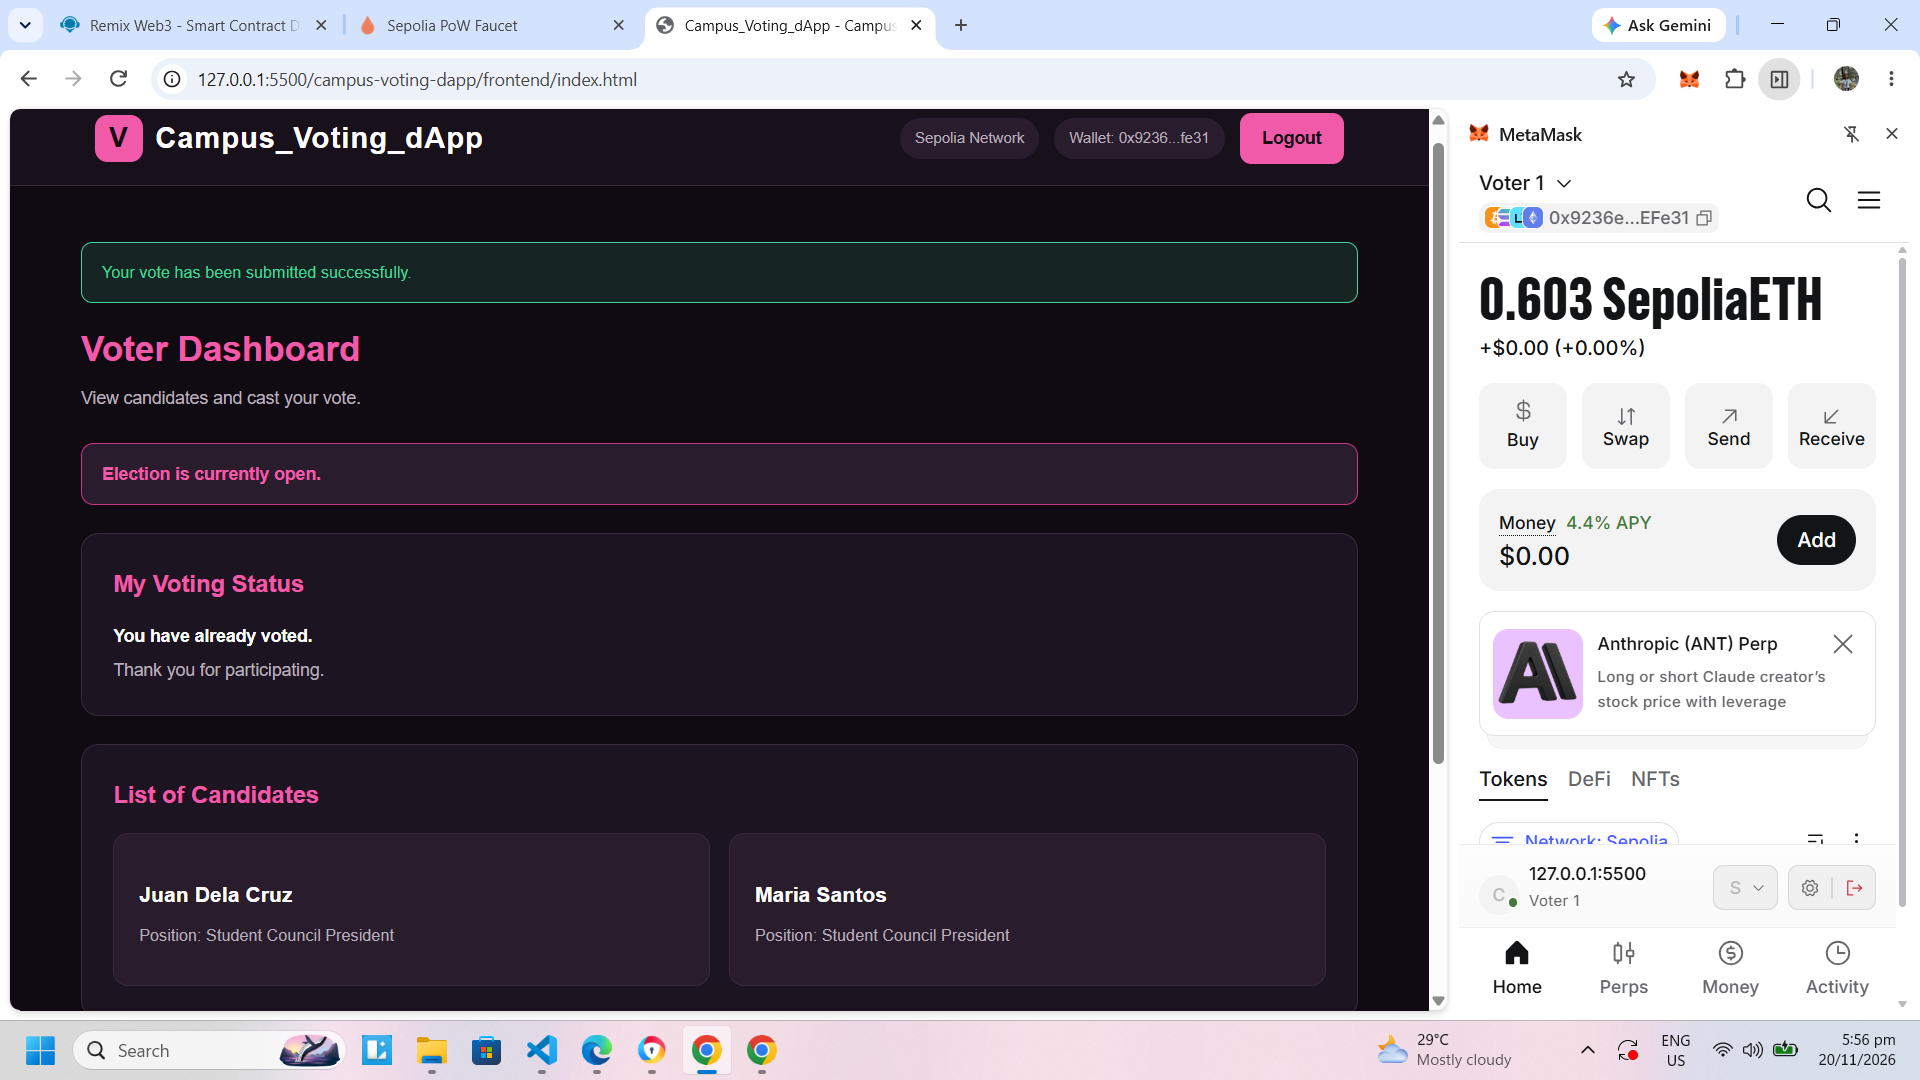 Remix Web3 - Smart Contract D
Sepolia PoW Faucet
Campus_Voting_dApp - Campus
Ask Gemini
127.0.0.1:5500/campus-voting-dapp/frontend/index.html
V
Campus_Voting_dApp
Sepolia Network
Wallet: 0x9236...fe31
Logout
Your vote has been submitted successfully.
Voter Dashboard
View candidates and cast your vote.
Election is currently open.
My Voting Status
You have already voted.
Thank you for participating.
List of Candidates
Juan Dela Cruz
Position: Student Council President
Maria Santos
Position: Student Council President
MetaMask
Voter 1
0x9236e...EFe31
0.603 SepoliaETH
+$0.00 (+0.00%)
Buy
Swap
Send
Receive
Money 4.4% APY
$0.00
Add
Anthropic (ANT) Perp
Long or short Claude creator's
stock price with leverage
Tokens
DeFi
NFTs
Network: Sepolia
C
127.0.0.1:5500
Voter 1
S
Home
Perps
Money
Activity
Search
29°C
Mostly cloudy
ENG
US
5:56 pm
20/11/2026